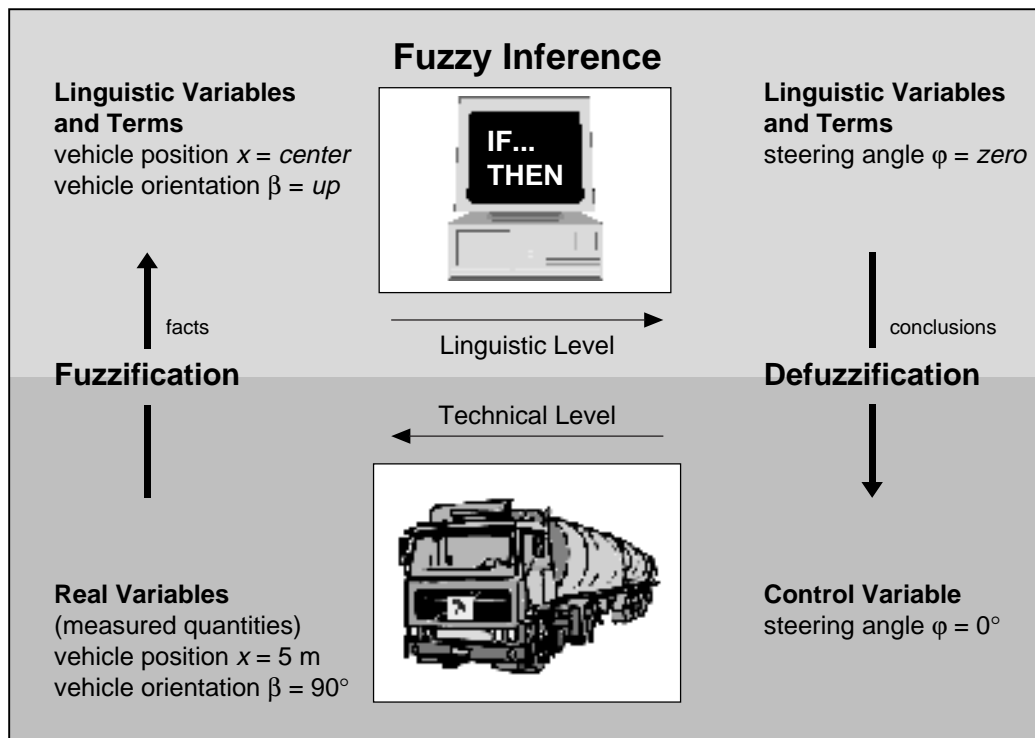 Fuzzy Inference
Linguistic Variables
and Terms
vehicle position x = center
vehicle orientation β = up
IF...
THEN
Linguistic Variables
and Terms
steering angle φ = zero
facts
Linguistic Level
conclusions
Fuzzification
Defuzzification
Technical Level
Real Variables
(measured quantities)
vehicle position x = 5 m
vehicle orientation β = 90°
Control Variable
steering angle φ = 0°